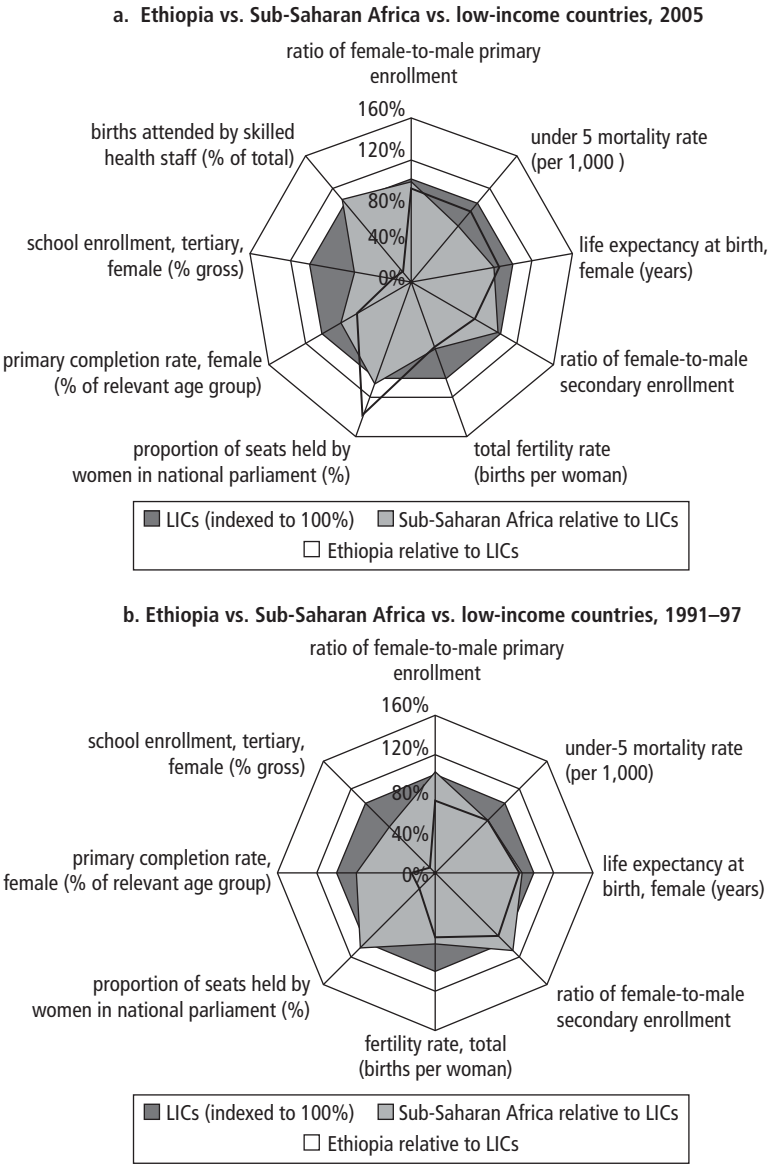 a. Ethiopia vs. Sub-Saharan Africa vs. low-income countries, 2005
ratio of female-to-male primary
enrollment
160%
120%
80%
40%
0%
births attended by skilled
health staff (% of total)
under 5 mortality rate
(per 1,000 )
school enrollment, tertiary,
female (% gross)
life expectancy at birth,
female (years)
primary completion rate, female
(% of relevant age group)
ratio of female-to-male
secondary enrollment
proportion of seats held by
women in national parliament (%)
total fertility rate
(births per woman)
LICs (indexed to 100%) Sub-Saharan Africa relative to LICs
Ethiopia relative to LICs
b. Ethiopia vs. Sub-Saharan Africa vs. low-income countries, 1991–97
ratio of female-to-male primary
enrollment
160%
120%
80%
40%
0%
school enrollment, tertiary,
female (% gross)
under-5 mortality rate
(per 1,000)
primary completion rate,
female (% of relevant age group)
life expectancy at
birth, female (years)
proportion of seats held by
women in national parliament (%)
ratio of female-to-male
secondary enrollment
fertility rate, total
(births per woman)
LICs (indexed to 100%) Sub-Saharan Africa relative to LICs
Ethiopia relative to LICs